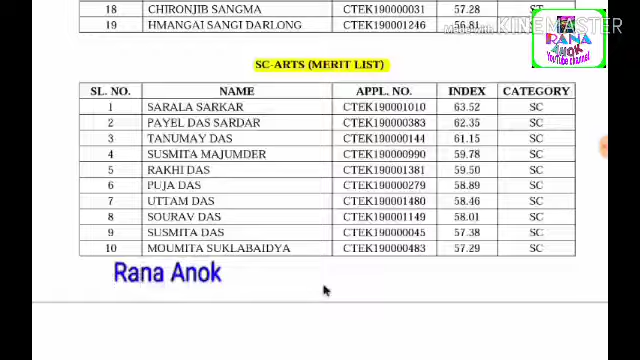 18 CHIRONJIB SANGMA CTEK190000031 57.28 ST
19 HMANGAI SANGI DARLONG CTEK190001246 56.81
Made with KINEMASTER
RANA
ANOK
YouTube channel
SC-ARTS (MERIT LIST)
SL. NO. NAME APPL. NO. INDEX CATEGORY
1 SARALA SARKAR CTEK190001010 63.52 SC
2 PAYEL DAS SARDAR CTEK190000383 62.35 SC
3 TANUMAY DAS CTEK190000144 61.15 SC
4 SUSMITA MAJUMDER CTEK190000990 59.78 SC
5 RAKHI DAS CTEK190001381 59.50 SC
6 PUJA DAS CTEK190000279 58.89 SC
7 UTTAM DAS CTEK190001480 58.46 SC
8 SOURAV DAS CTEK190001149 58.01 SC
9 SUSMITA DAS CTEK190000045 57.38 SC
10 MOUMITA SUKLABAIDYA CTEK190000483 57.29 SC
Rana Anok